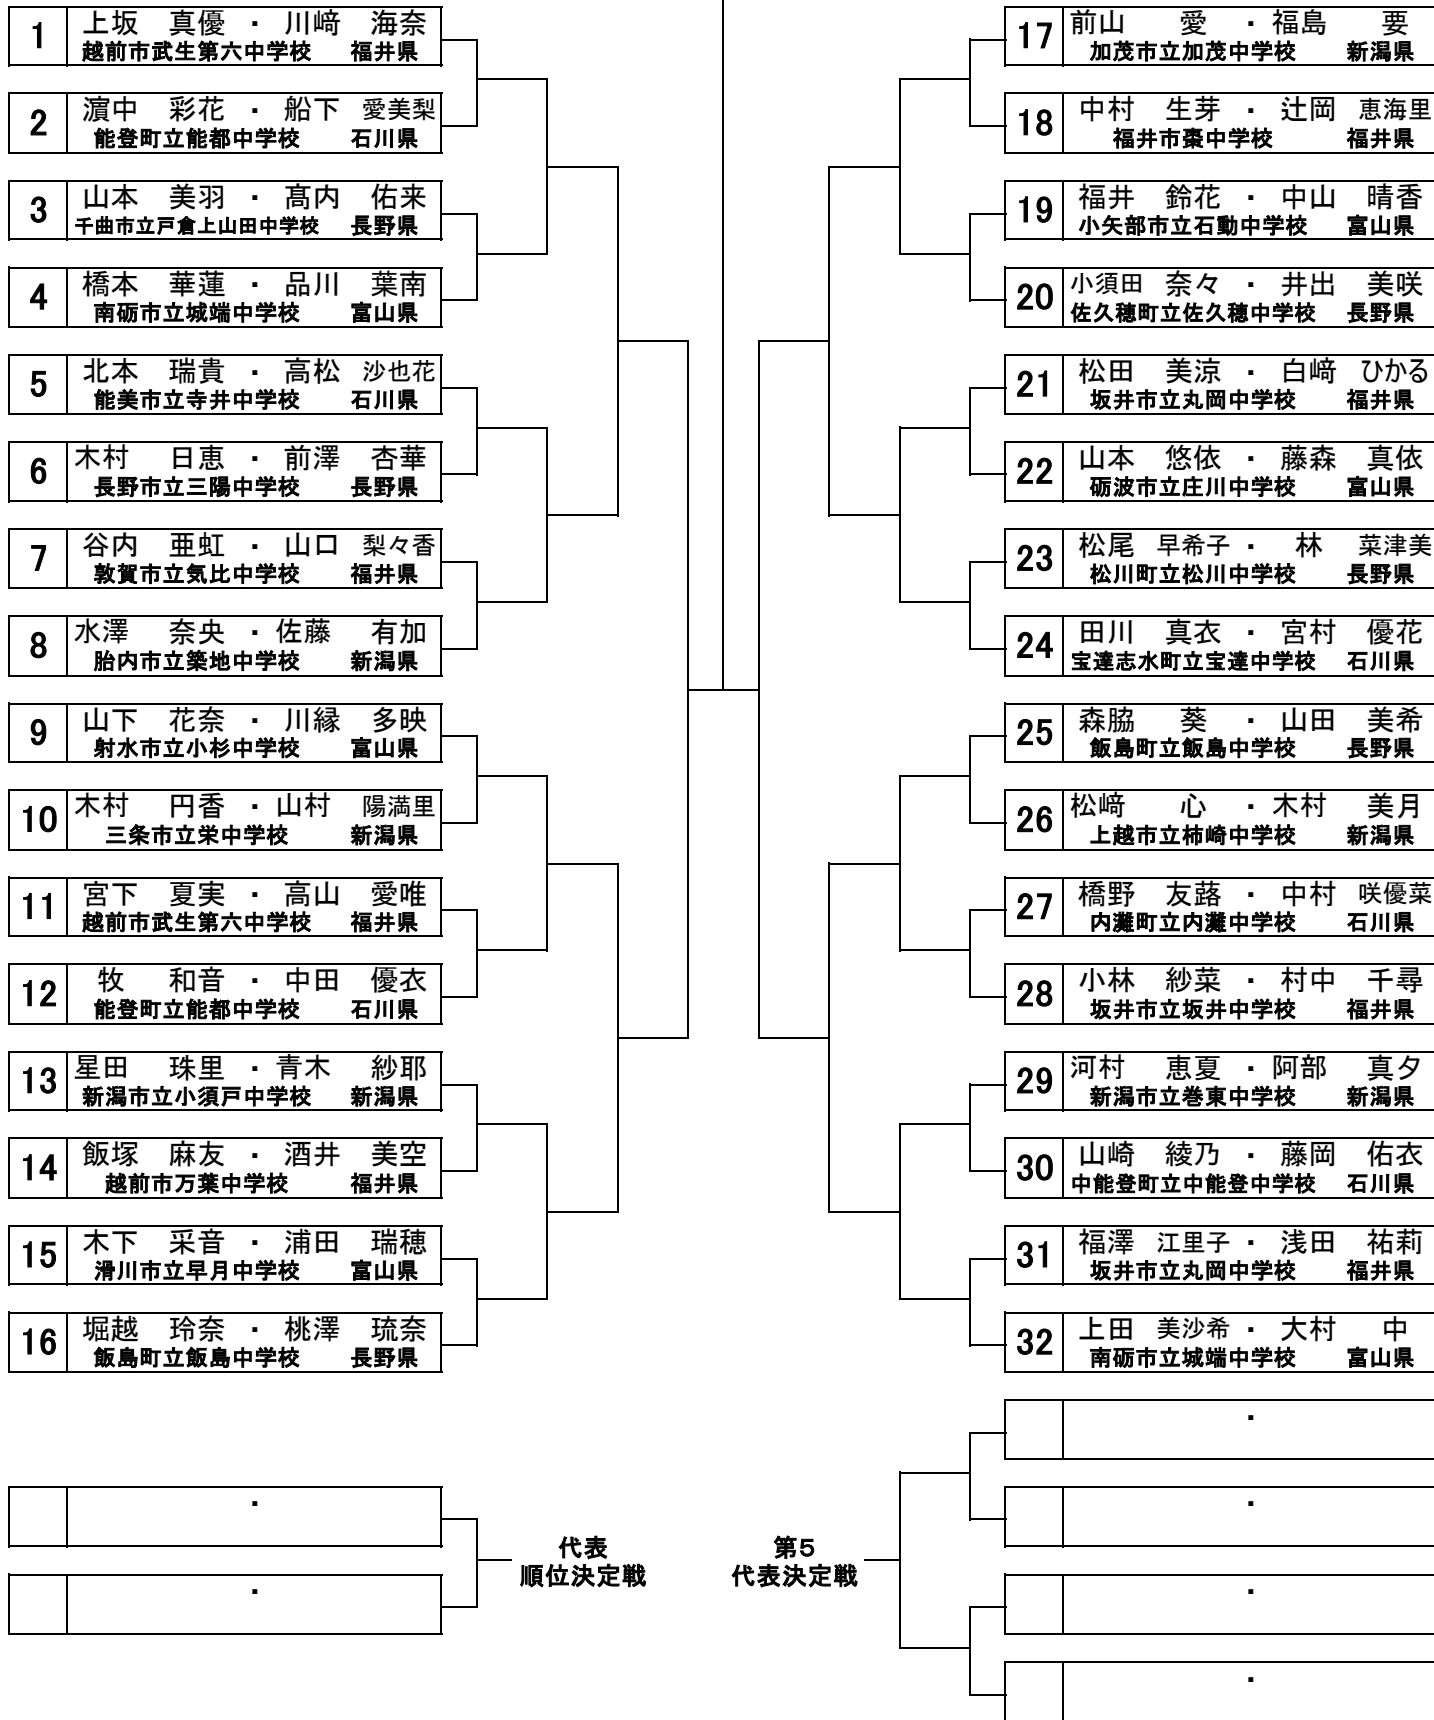 1 上坂 真優 ・ 川﨑 海奈
越前市武生第六中学校 福井県
2 濵中 彩花 ・ 船下 愛美梨
能登町立能都中学校 石川県
3 山本 美羽 ・ 髙内 佑来
千曲市立戸倉上山田中学校 長野県
4 橋本 華蓮 ・ 品川 葉南
南砺市立城端中学校 富山県
5 北本 瑞貴 ・ 高松 沙也花
能美市立寺井中学校 石川県
6 木村 日恵 ・ 前澤 杏華
長野市立三陽中学校 長野県
7 谷内 亜虹 ・ 山口 梨々香
敦賀市立気比中学校 福井県
8 水澤 奈央 ・ 佐藤 有加
胎内市立築地中学校 新潟県
9 山下 花奈 ・ 川縁 多映
射水市立小杉中学校 富山県
10 木村 円香 ・ 山村 陽満里
三条市立栄中学校 新潟県
11 宮下 夏実 ・ 高山 愛唯
越前市武生第六中学校 福井県
12 牧 和音 ・ 中田 優衣
能登町立能都中学校 石川県
13 星田 珠里 ・ 青木 紗耶
新潟市立小須戸中学校 新潟県
14 飯塚 麻友 ・ 酒井 美空
越前市万葉中学校 福井県
15 木下 采音 ・ 浦田 瑞穂
滑川市立早月中学校 富山県
16 堀越 玲奈 ・ 桃澤 琉奈
飯島町立飯島中学校 長野県
17 前山 愛 ・ 福島 要
加茂市立加茂中学校 新潟県
18 中村 生芽 ・ 辻岡 恵海里
福井市棗中学校 福井県
19 福井 鈴花 ・ 中山 晴香
小矢部市立石動中学校 富山県
20 小須田 奈々 ・ 井出 美咲
佐久穂町立佐久穂中学校 長野県
21 松田 美涼 ・ 白﨑 ひかる
坂井市立丸岡中学校 福井県
22 山本 悠依 ・ 藤森 真依
砺波市立庄川中学校 富山県
23 松尾 早希子 ・ 林 菜津美
松川町立松川中学校 長野県
24 田川 真衣 ・ 宮村 優花
宝達志水町立宝達中学校 石川県
25 森脇 葵 ・ 山田 美希
飯島町立飯島中学校 長野県
26 松﨑 心 ・ 木村 美月
上越市立柿崎中学校 新潟県
27 橋野 友蕗 ・ 中村 咲優菜
内灘町立内灘中学校 石川県
28 小林 紗菜 ・ 村中 千尋
坂井市立坂井中学校 福井県
29 河村 恵夏 ・ 阿部 真夕
新潟市立巻東中学校 新潟県
30 山崎 綾乃 ・ 藤岡 佑衣
中能登町立中能登中学校 石川県
31 福澤 江里子 ・ 浅田 祐莉
坂井市立丸岡中学校 福井県
32 上田 美沙希 ・ 大村 中
南砺市立城端中学校 富山県
・
・
代表
順位決定戦
第5
代表決定戦
・
・
・
・